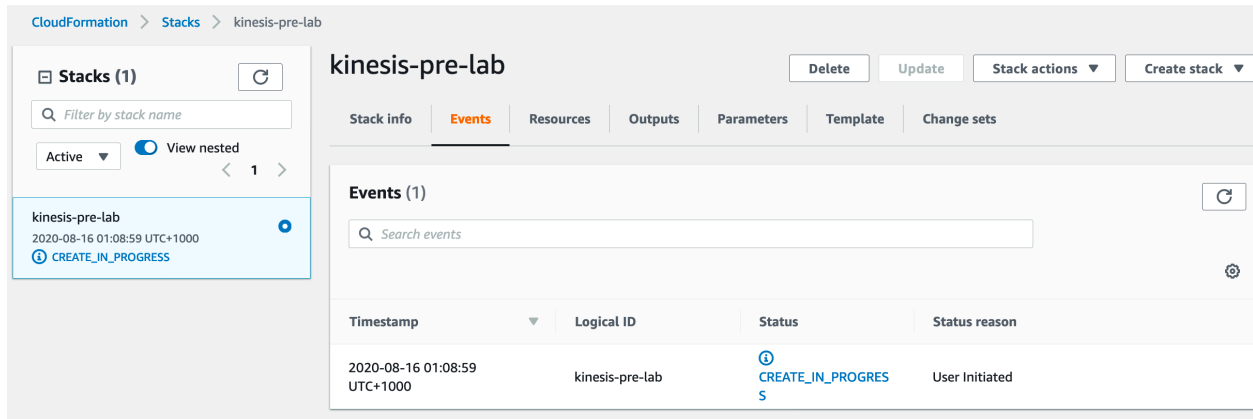 CloudFormation > Stacks > kinesis-pre-lab
Stacks (1)
Filter by stack name
Active
View nested
< 1 >
kinesis-pre-lab
2020-08-16 01:08:59 UTC+1000
CREATE_IN_PROGRESS
kinesis-pre-lab
Delete Update Stack actions Create stack
Stack info Events Resources Outputs Parameters Template Change sets
Events (1)
Search events
Timestamp Logical ID Status Status reason
2020-08-16 01:08:59
UTC+1000
kinesis-pre-lab
CREATE_IN_PROGRES
S
User Initiated